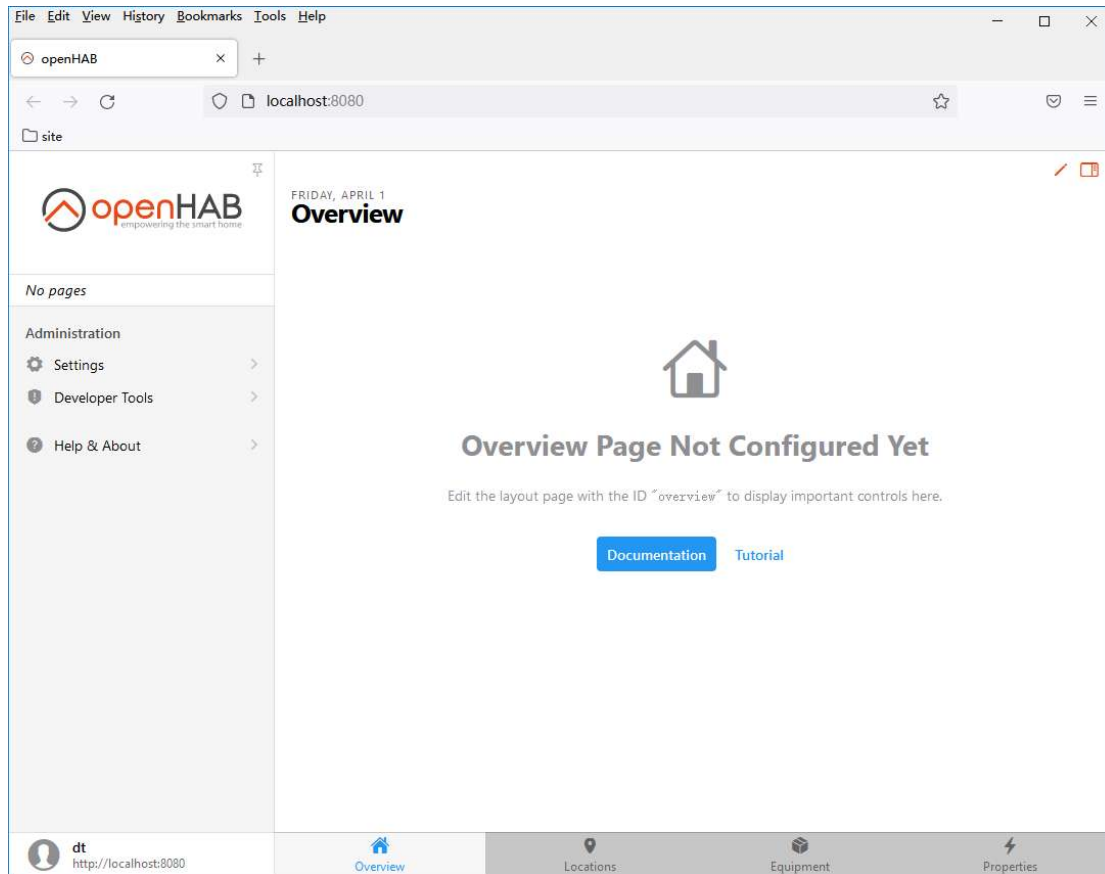 File Edit View History Bookmarks Tools Help
openHAB
localhost:8080
site
openHAB
empowering the smart home
No pages
Administration
Settings
Developer Tools
Help & About
dt
http://localhost:8080
FRIDAY, APRIL 1
Overview
Overview Page Not Configured Yet
Edit the layout page with the ID "overview" to display important controls here.
Documentation Tutorial
Overview Locations Equipment Properties